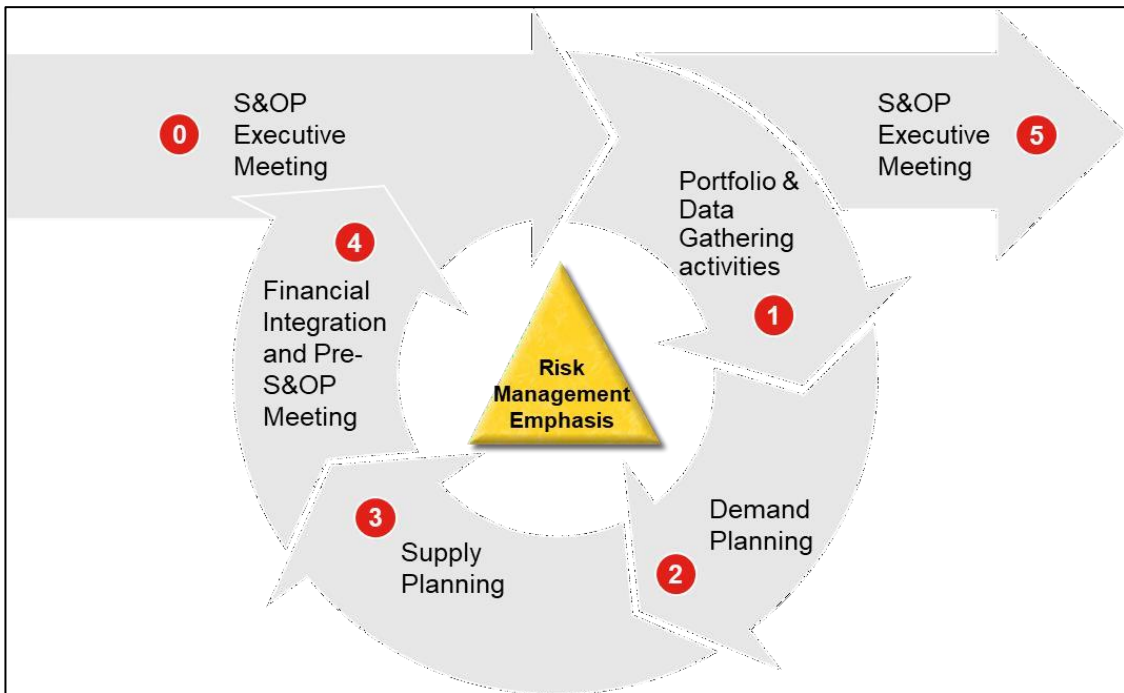 0
S&OP
Executive
Meeting
S&OP
Executive
Meeting
5
Portfolio &
Data
Gathering
activities
1
Demand
Planning
2
3
Supply
Planning
4
Financial
Integration
and Pre-
S&OP
Meeting
Risk
Management
Emphasis